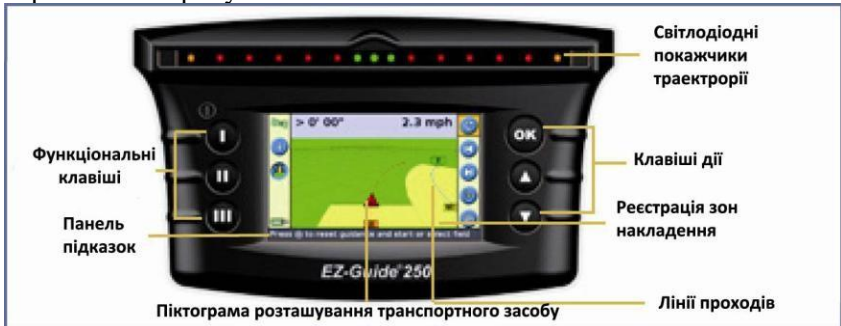 Світлодіодні
покажчики
траектрорії
> 0' 00"
2.3 mph
I
II
III
OK
Функціональні
клавіші
Клавіші дії
Панель
підказок
Реєстрація зон
накладення
Press to reset guidance and start or select field
EZ-Guide 250
Піктограма розташування транспортного засобу
Лінії проходів